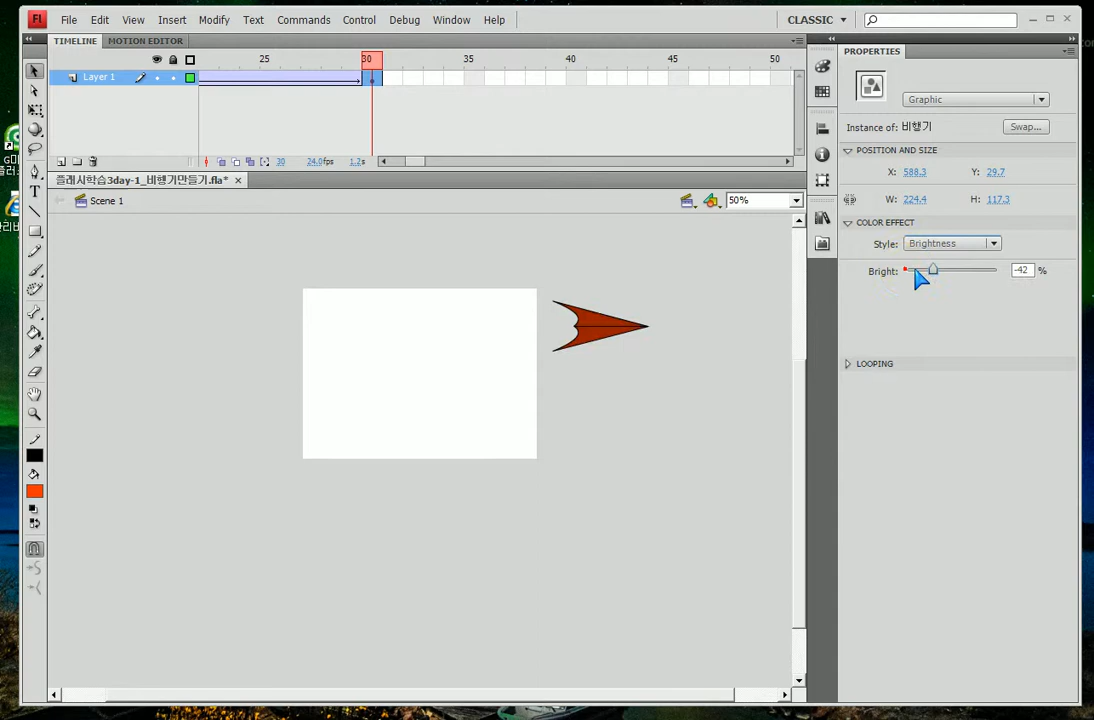 Fl File Edit View Insert Modify Text Commands Control Debug Window Help CLASSIC
TIMELINE MOTION EDITOR PROPERTIES
25 30 35 40 45 50
Layer 1
Graphic
Instance of: 비행기 Swap...
POSITION AND SIZE
30 24.0fps 1.2s
X: 588.3 Y: 29.7
플래시학습3day-1_비행기만들기.fla*
Scene 1 50%
W: 224.4 H: 117.3
COLOR EFFECT
Style: Brightness
Bright: -42 %
LOOPING